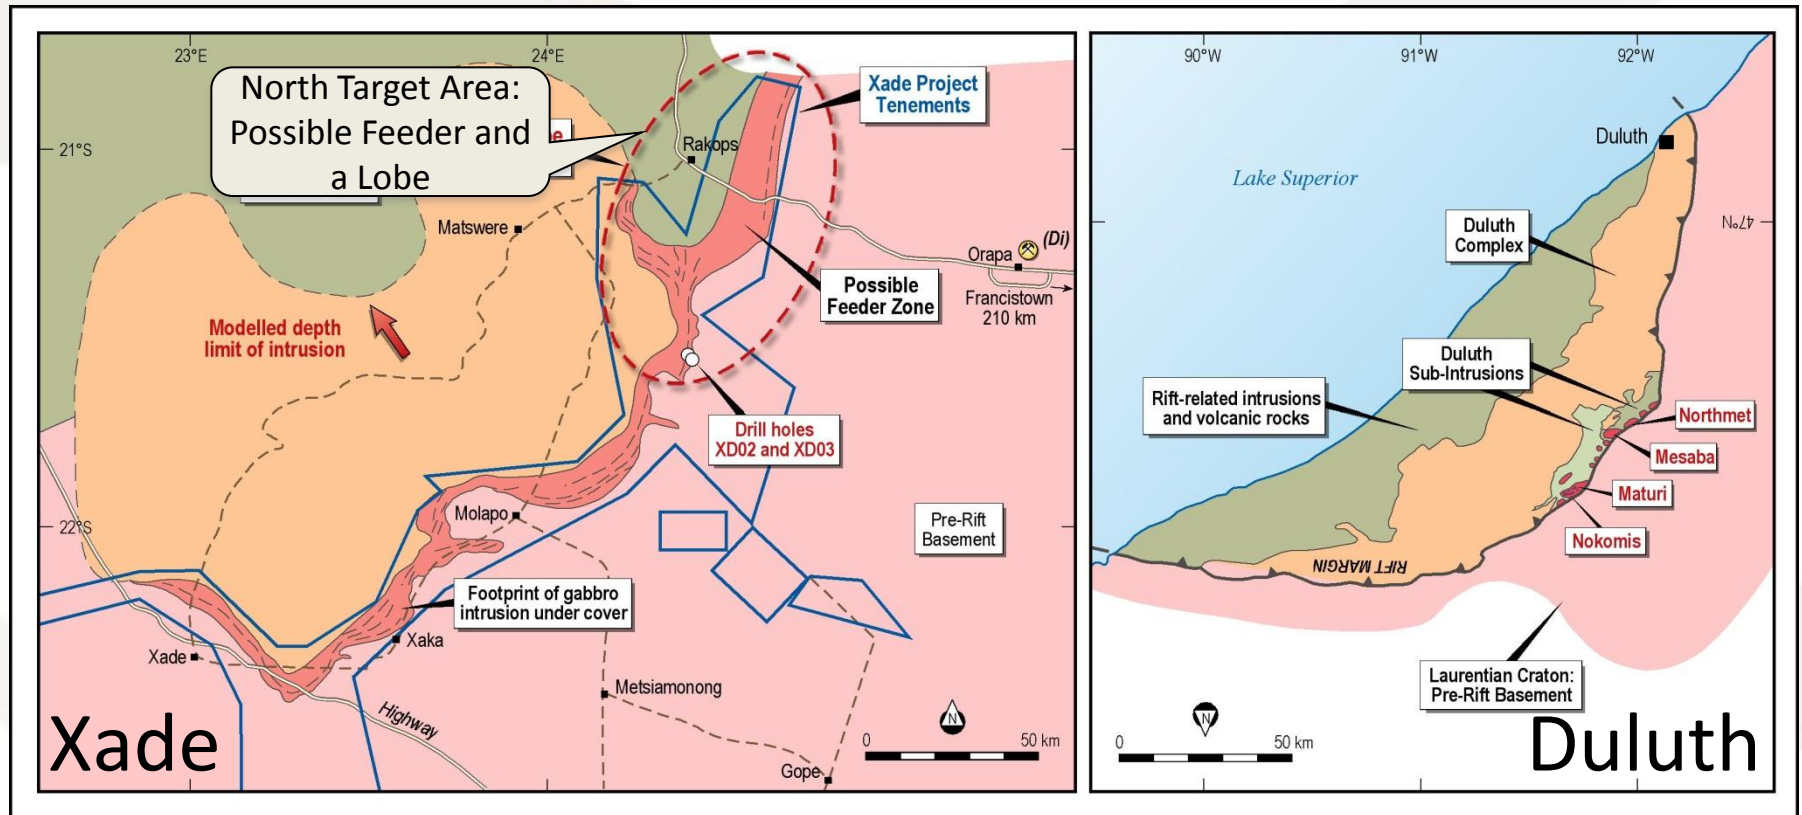 23°E
24°E
North Target Area:
Possible Feeder and
a Lobe
Xade Project
Tenements
21°S
Rakops
Matswere
Orapa
(Di)
Francistown
210 km
Possible
Feeder Zone
Modelled depth
limit of intrusion
Drill holes
XD02 and XD03
Molapo
22°S
Pre-Rift
Basement
Footprint of gabbro
intrusion under cover
Xaka
Xade
Metsiamonong
Highway
N
0
50 km
Gope
Xade
90°W
91°W
92°W
Duluth
Lake Superior
47°N
Duluth
Complex
Duluth
Sub-Intrusions
Rift-related intrusions
and volcanic rocks
Northmet
Mesaba
Maturi
Nokomis
RIFT MARGIN
Laurentian Craton:
Pre-Rift Basement
N
0
50 km
Duluth